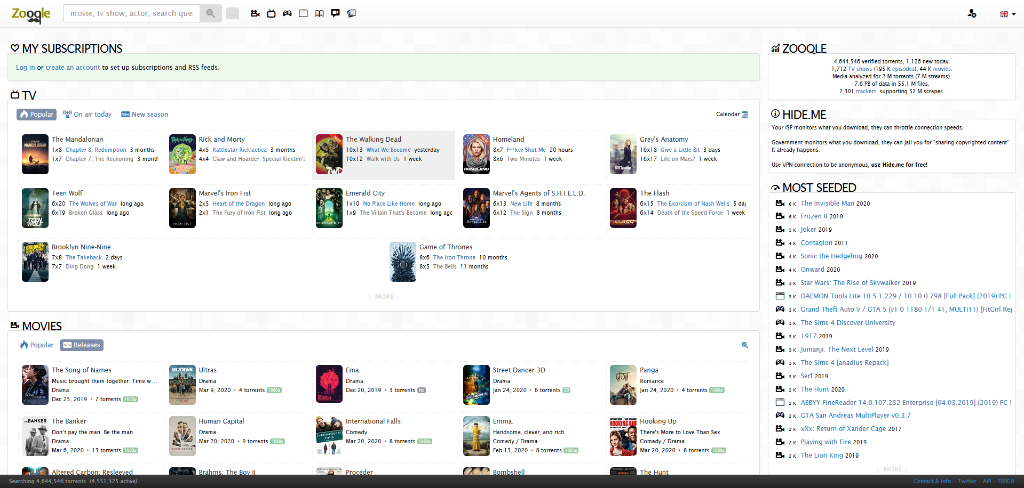 Zooqle
movie, tv show, actor, search que
MY SUBSCRIPTIONS
Log in or create an account to set up subscriptions and RSS feeds.
TV
Popular On air today New season Calendar
The Mandalorian
1x8 Chapter 8: Redemption 3 months
1x7 Chapter 7: The Reckoning 3 month
Rick and Morty
4x5 Rattlestar Ricklactica 3 months
4x4 Claw and Hoarder: Special Ricktim's
The Walking Dead
10x13 What We Become yesterday
10x12 Walk with Us 1 week
Homeland
8x7 F**ker Shot Me 20 hours
8x6 Two Minutes 1 week
Grey's Anatomy
16x18 Give a Little Bit 3 days
16x17 Life on Mars? 1 week
Teen Wolf
6x20 The Wolves of War long ago
6x19 Broken Glass long ago
Marvel's Iron Fist
2x5 Heart of the Dragon long ago
2x1 The Fury of Iron Fist long ago
Emerald City
1x10 No Place Like Home long ago
1x9 The Villain That's Become long ago
Marvel's Agents of S.H.I.E.L.D.
6x13 New Life 8 months
6x12 The Sign 8 months
The Flash
6x15 The Exorcism of Nash Wells 5 day
6x14 Death of the Speed Force 1 week
Brooklyn Nine-Nine
7x8 The Takeback 2 days
7x7 Ding Dong 1 week
Game of Thrones
8x6 The Iron Throne 10 months
8x5 The Bells 11 months
MORE
MOVIES
Popular Releases
The Song of Names
Music brought them together. Time w...
Drama
Dec 25, 2019 • 7 torrents
Ultras
Drama
Mar 9, 2020 • 4 torrents
Ema
Drama
Dec 20, 2019 • 3 torrents
Street Dancer 3D
Drama
Jan 24, 2020 • 6 torrents
Panga
Romance
Jan 24, 2020 • 4 torrents
The Banker
Don't pay the man. Be the man.
Drama
Mar 6, 2020 • 13 torrents
Human Capital
Drama
Mar 20, 2020 • 9 torrents
International Falls
Comedy
Mar 20, 2020 • 8 torrents
Emma.
Handsome, clever, and rich.
Comedy / Drama
Feb 13, 2020 • 8 torrents
Hooking Up
There's More to Love Than Sex
Comedy / Drama
Mar 20, 2020 • 8 torrents
Altered Carbon: Resleeved
Brahms: The Boy II
Proceder
Bombshell
The Hunt
ZOOQLE
4,644,546 verified torrents, 1,126 new today.
1,712 TV shows (195 K episodes), 44 K movies.
Media analyzed for 2 M torrents (7 M streams).
7.6 PB of data in 55.1 M files.
2,301 trackers supporting 52 M scrapes
HIDE.ME
Your ISP monitors what you download, they can throttle connection speeds.
Government monitors what you download, they can jail you for "sharing copyrighted content".
It already happens.
Use VPN connection to be anonymous, use Hide.me for free!
MOST SEEDED
6 K The Invisible Man 2020
6 K Frozen II 2019
5 K Joker 2019
4 K Contagion 2011
4 K Sonic the Hedgehog 2020
4 K Onward 2020
3 K Star Wars: The Rise of Skywalker 2019
3 K DAEMON Tools Lite 10.5.1.229 / 10.10.0.798 [Full Pack] (2019) PC |
3 K Grand Theft Auto V / GTA 5 (v1.0.1180.1/1.41, MULTi11) [FitGirl Rep
3 K The Sims 4 Discover University
3 K 1917 2019
3 K Jumanji: The Next Level 2019
3 K The Sims 4 [anadius Repack]
3 K Serf 2019
2 K The Hunt 2020
2 K ABBYY FineReader 14.0.107.232 Enterprise [04.03.2019] (2019) PC |
2 K GTA San Andreas MultiPlayer v0.3.7
2 K xXx: Return of Xander Cage 2017
2 K Playing with Fire 2019
2 K The Lion King 2019
MORE
Searching 4,644,546 torrents (4,551,325 active)
Contact & Info Twitter API DMCA